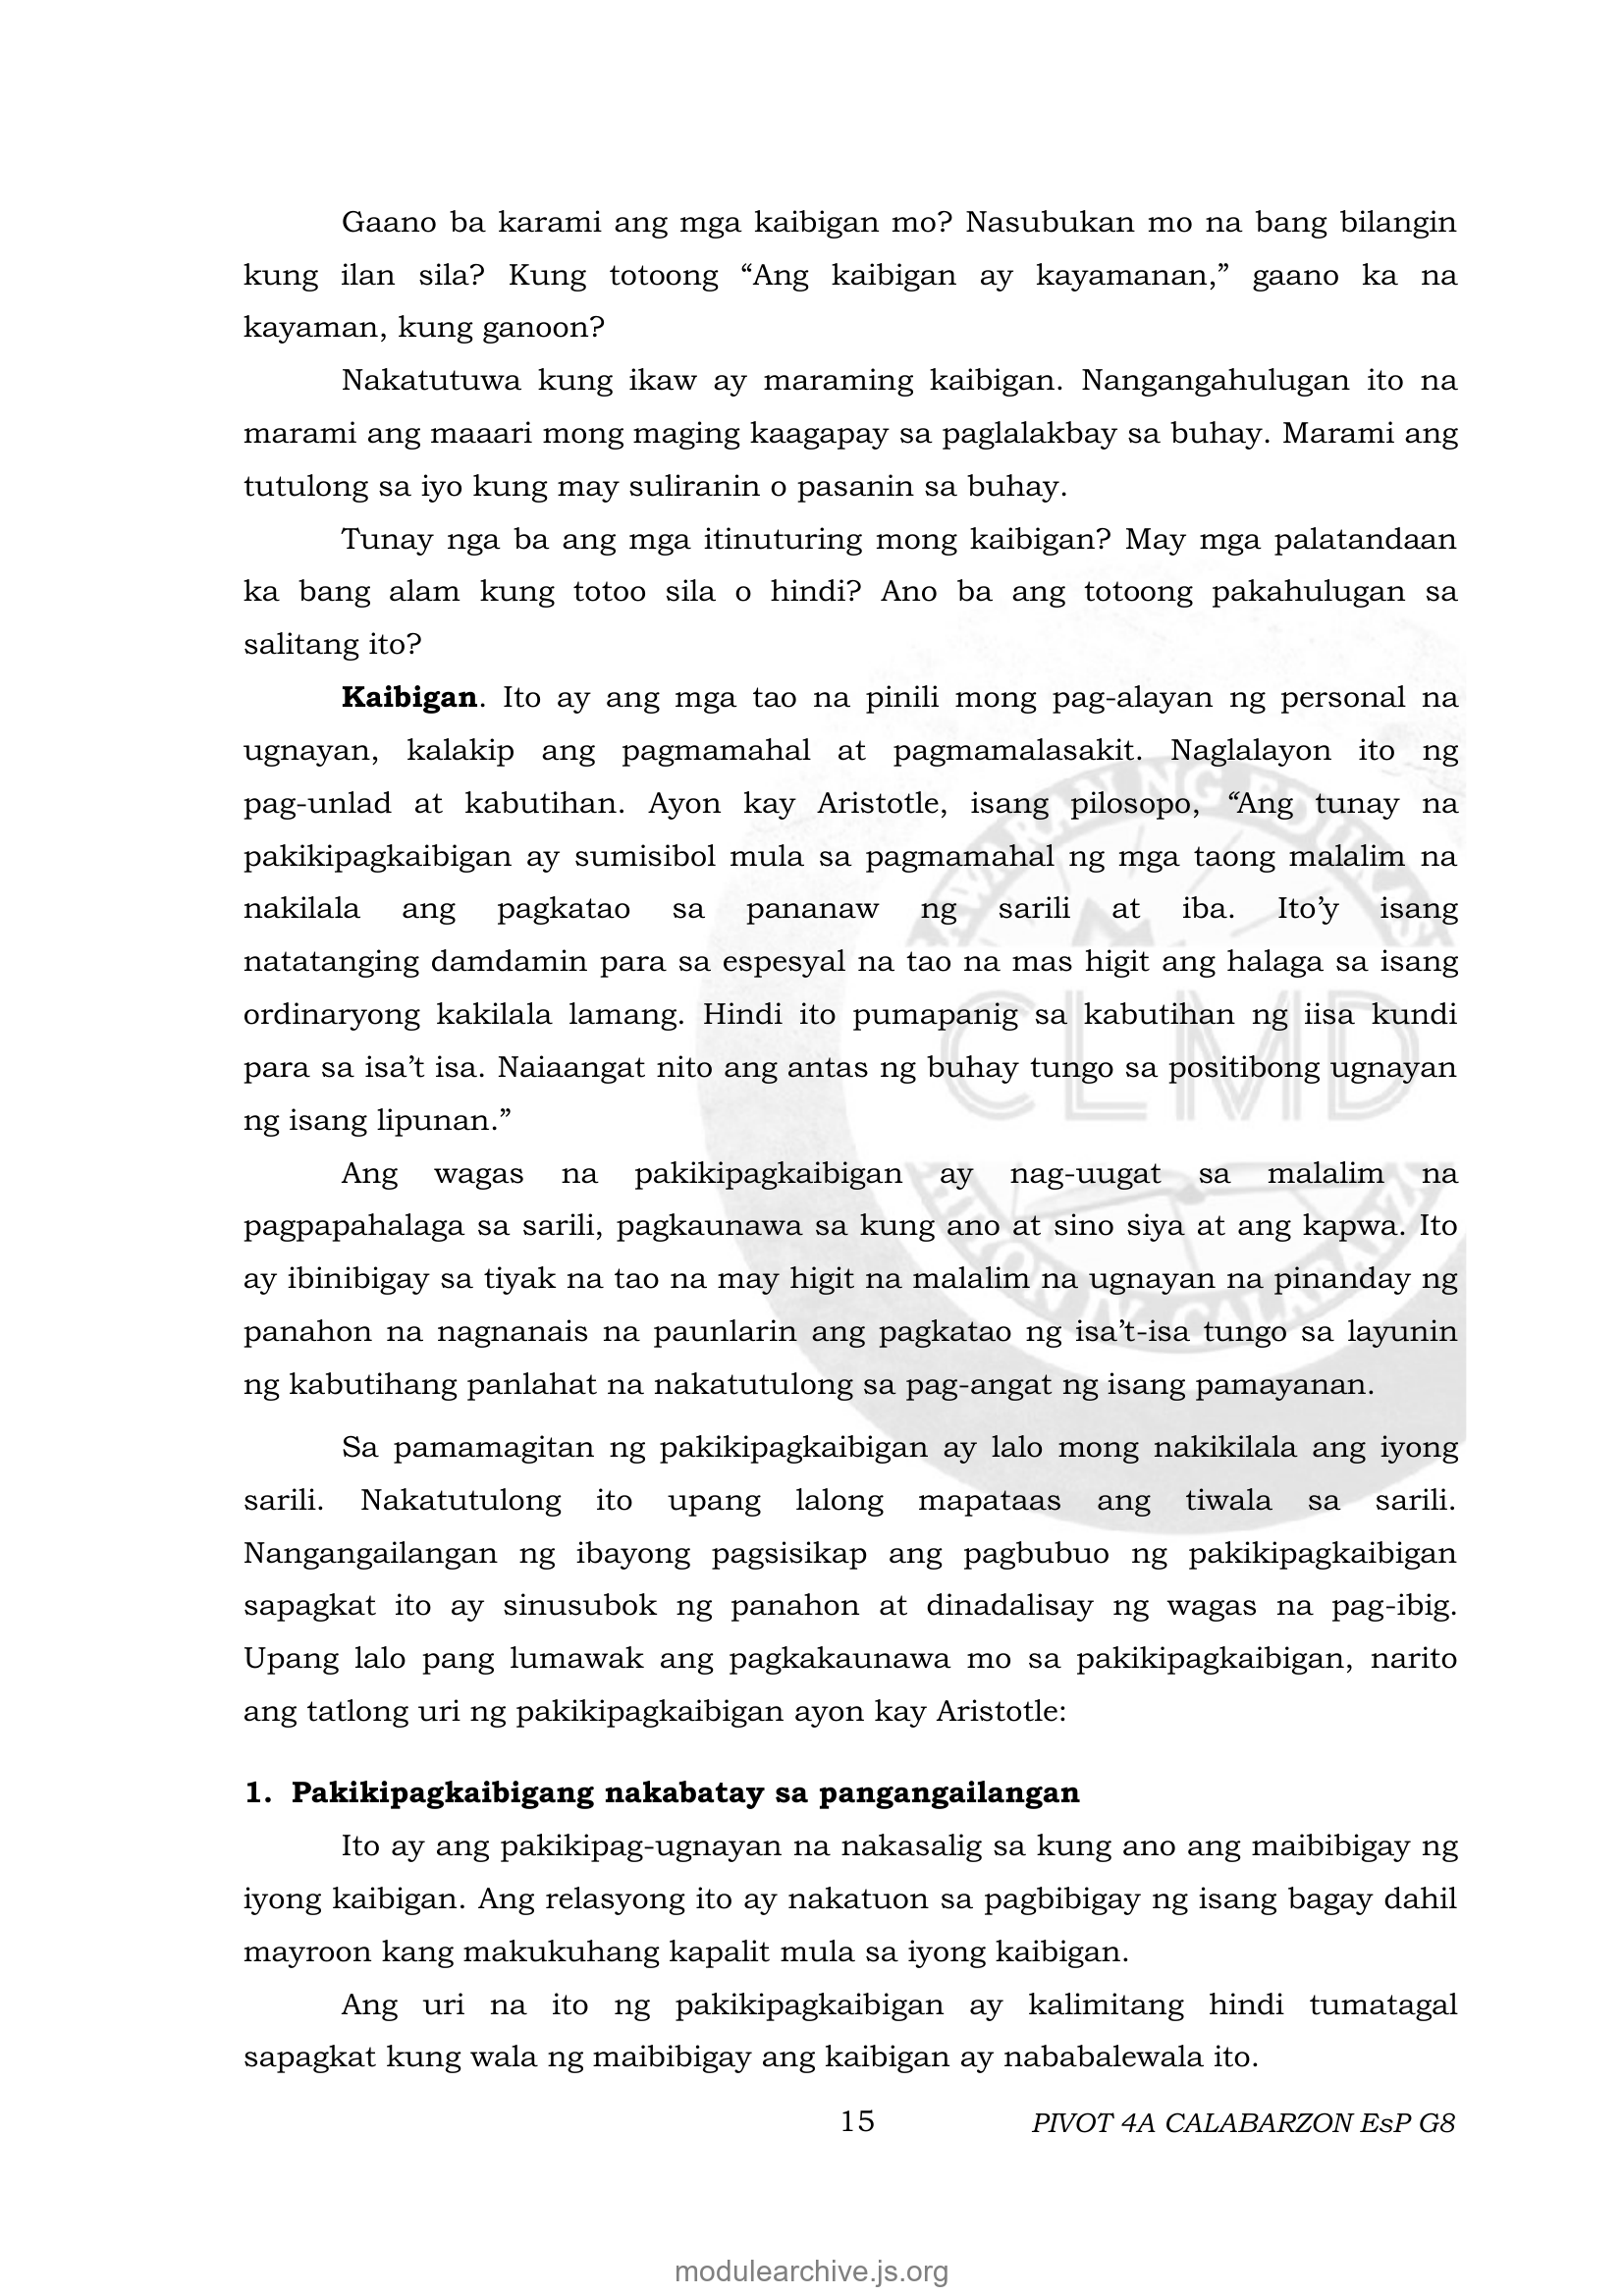 Gaano ba karami ang mga kaibigan mo? Nasubukan mo na bang bilangin
kung ilan sila? Kung totoong “Ang kaibigan ay kayamanan,” gaano ka na
kayaman, kung ganoon?
Nakatutuwa kung ikaw ay maraming kaibigan. Nangangahulugan ito na
marami ang maaari mong maging kaagapay sa paglalakbay sa buhay. Marami ang
tutulong sa iyo kung may suliranin o pasanin sa buhay.
Tunay nga ba ang mga itinuturing mong kaibigan? May mga palatandaan
ka bang alam kung totoo sila o hindi? Ano ba ang totoong pakahulugan sa
salitang ito?
Kaibigan. Ito ay ang mga tao na pinili mong pag-alayan ng personal na
ugnayan, kalakip ang pagmamahal at pagmamalasakit. Naglalayon ito ng
pag-unlad at kabutihan. Ayon kay Aristotle, isang pilosopo, “Ang tunay na
pakikipagkaibigan ay sumisibol mula sa pagmamahal ng mga taong malalim na
nakilala ang pagkatao sa pananaw ng sarili at iba. Ito’y isang
natatanging damdamin para sa espesyal na tao na mas higit ang halaga sa isang
ordinaryong kakilala lamang. Hindi ito pumapanig sa kabutihan ng iisa kundi
para sa isa’t isa. Naiaangat nito ang antas ng buhay tungo sa positibong ugnayan
ng isang lipunan.”
Ang wagas na pakikipagkaibigan ay nag-uugat sa malalim na
pagpapahalaga sa sarili, pagkaunawa sa kung ano at sino siya at ang kapwa. Ito
ay ibinibigay sa tiyak na tao na may higit na malalim na ugnayan na pinanday ng
panahon na nagnanais na paunlarin ang pagkatao ng isa’t-isa tungo sa layunin
ng kabutihang panlahat na nakatutulong sa pag-angat ng isang pamayanan.
Sa pamamagitan ng pakikipagkaibigan ay lalo mong nakikilala ang iyong
sarili. Nakatutulong ito upang lalong mapataas ang tiwala sa sarili.
Nangangailangan ng ibayong pagsisikap ang pagbubuo ng pakikipagkaibigan
sapagkat ito ay sinusubok ng panahon at dinadalisay ng wagas na pag-ibig.
Upang lalo pang lumawak ang pagkakaunawa mo sa pakikipagkaibigan, narito
ang tatlong uri ng pakikipagkaibigan ayon kay Aristotle:
1. Pakikipagkaibigang nakabatay sa pangangailangan
Ito ay ang pakikipag-ugnayan na nakasalig sa kung ano ang maibibigay ng
iyong kaibigan. Ang relasyong ito ay nakatuon sa pagbibigay ng isang bagay dahil
mayroon kang makukuhang kapalit mula sa iyong kaibigan.
Ang uri na ito ng pakikipagkaibigan ay kalimitang hindi tumatagal
sapagkat kung wala ng maibibigay ang kaibigan ay nababalewala ito.
CLMD
15 PIVOT 4A CALABARZON EsP G8
modulearchive.js.org